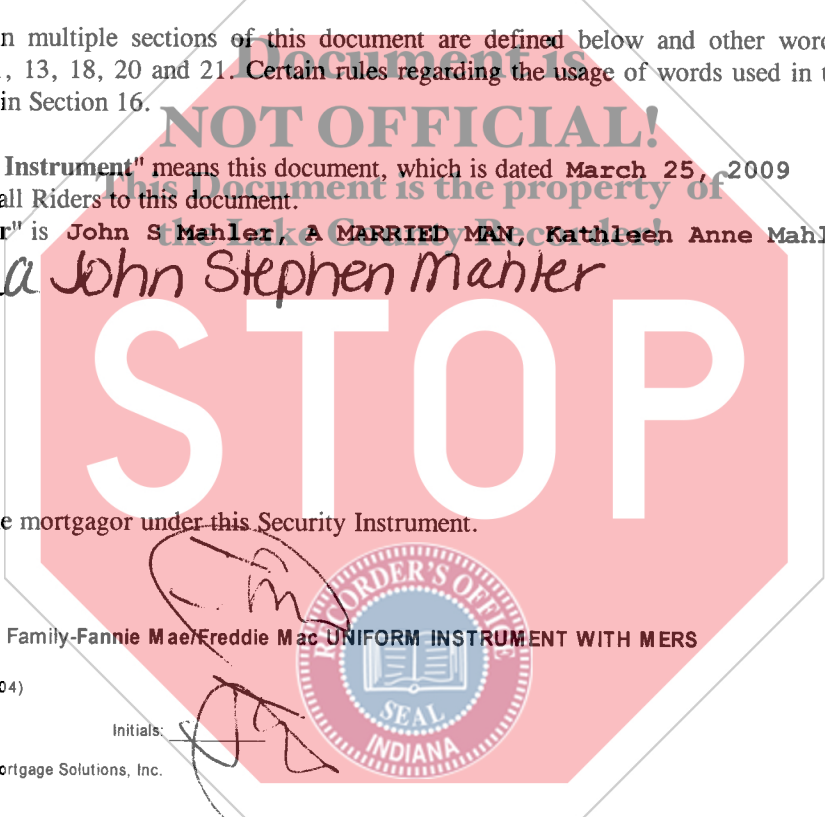 n multiple sections of this document are defined below and other
, 13, 18, 20 and 21. Certain rules regarding the usage of words used in
in Section 16.
Document is
NOT OFFICIAL!
This Document is the property of
the Lake County Recorder!
Instrument" means this document, which is dated March 25, 2009
all Riders to this document.
r" is John S Mahler, A MARRIED MAN, Kathleen Anne Mahl
a John Stephen Mahler
STOP
e mortgagor under this Security Instrument.
RECORDER'S OFFICE
SEAL
INDIANA
Family-Fannie Mae/Freddie Mac UNIFORM INSTRUMENT WITH MERS
04)
Initials:
ortgage Solutions, Inc.